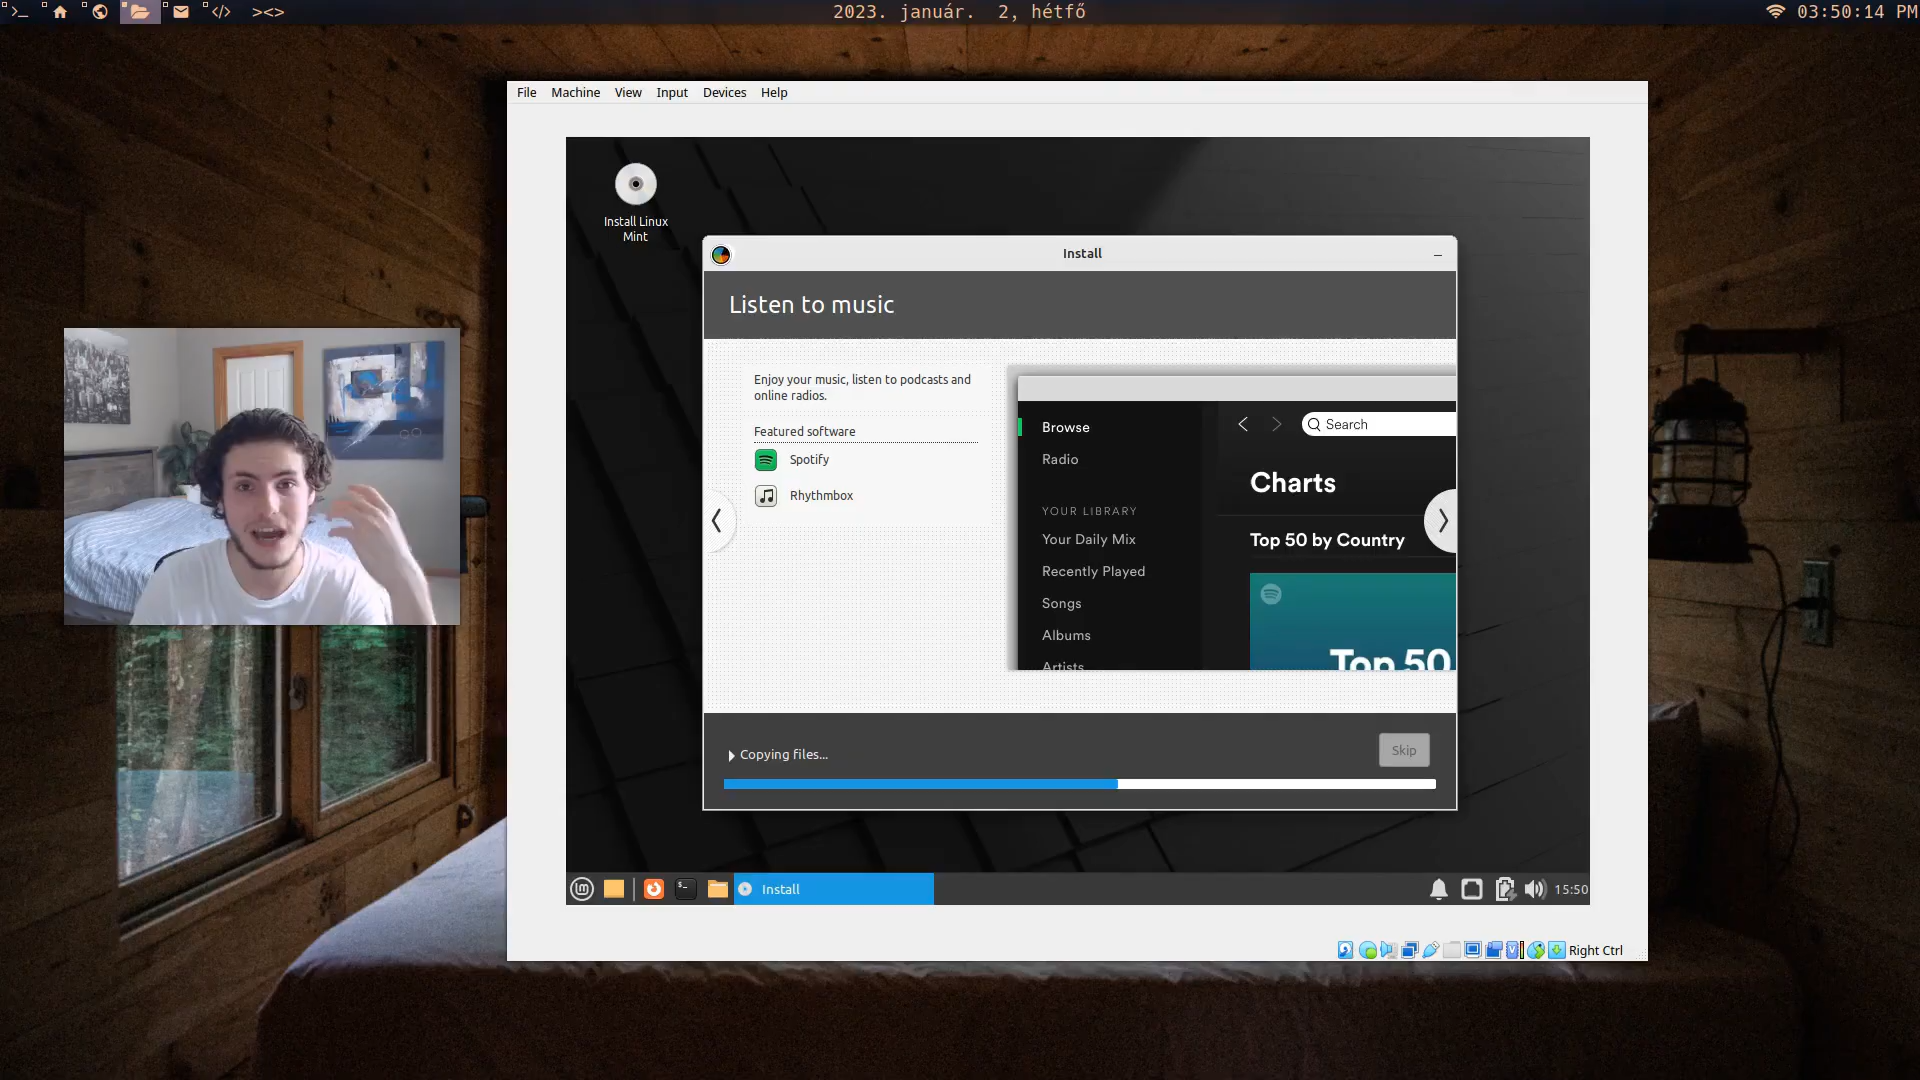 2023. január.  2, hétfő
03:50:14 PM
>_
</>
><>
File Machine View Input Devices Help
Install Linux
Mint
Install
Listen to music
Enjoy your music, listen to podcasts and
online radios.
Featured software
Spotify
Rhythmbox
Browse
Radio
YOUR LIBRARY
Your Daily Mix
Recently Played
Songs
Albums
Artists
Search
Charts
Top 50 by Country
Top 50
Copying files...
Skip
Install
15:50
Right Ctrl